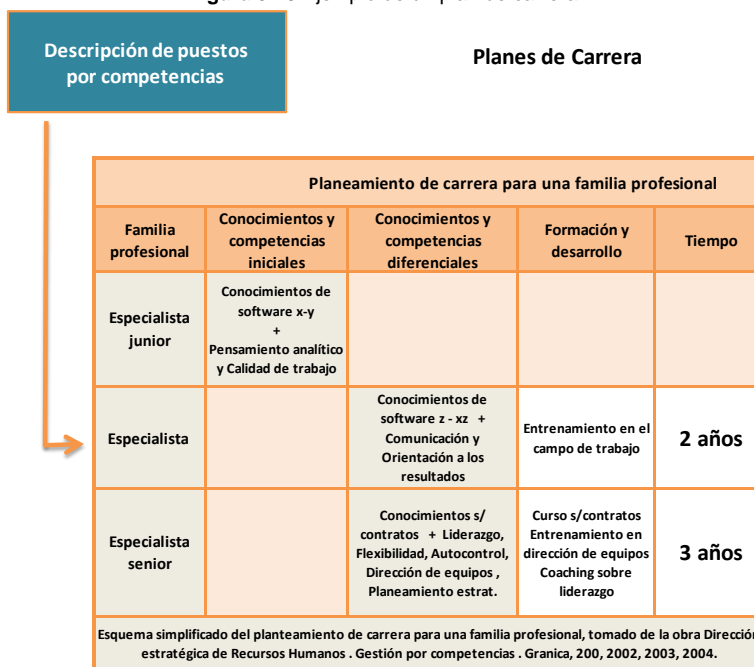 Descripción de puestos
por competencias
Planes de Carrera
Planeamiento de carrera para una familia profesional
Familia
profesional
Conocimientos y
competencias
iniciales
Conocimientos y
competencias
diferenciales
Formación y
desarrollo
Tiempo
Especialista
junior
Conocimientos de
software x-y
+
Pensamiento analítico
y Calidad de trabajo
Especialista
Conocimientos de
software z - xz +
Comunicación y
Orientación a los
resultados
Entrenamiento en el
campo de trabajo
2 años
Especialista
senior
Conocimientos s/
contratos + Liderazgo,
Flexibilidad, Autocontrol,
Dirección de equipos ,
Planeamiento estrat.
Curso s/contratos
Entrenamiento en
dirección de equipos
Coaching sobre
liderazgo
3 años
Esquema simplificado del planteamiento de carrera para una familia profesional, tomado de la obra Dirección
estratégica de Recursos Humanos . Gestión por competencias . Granica, 200, 2002, 2003, 2004.